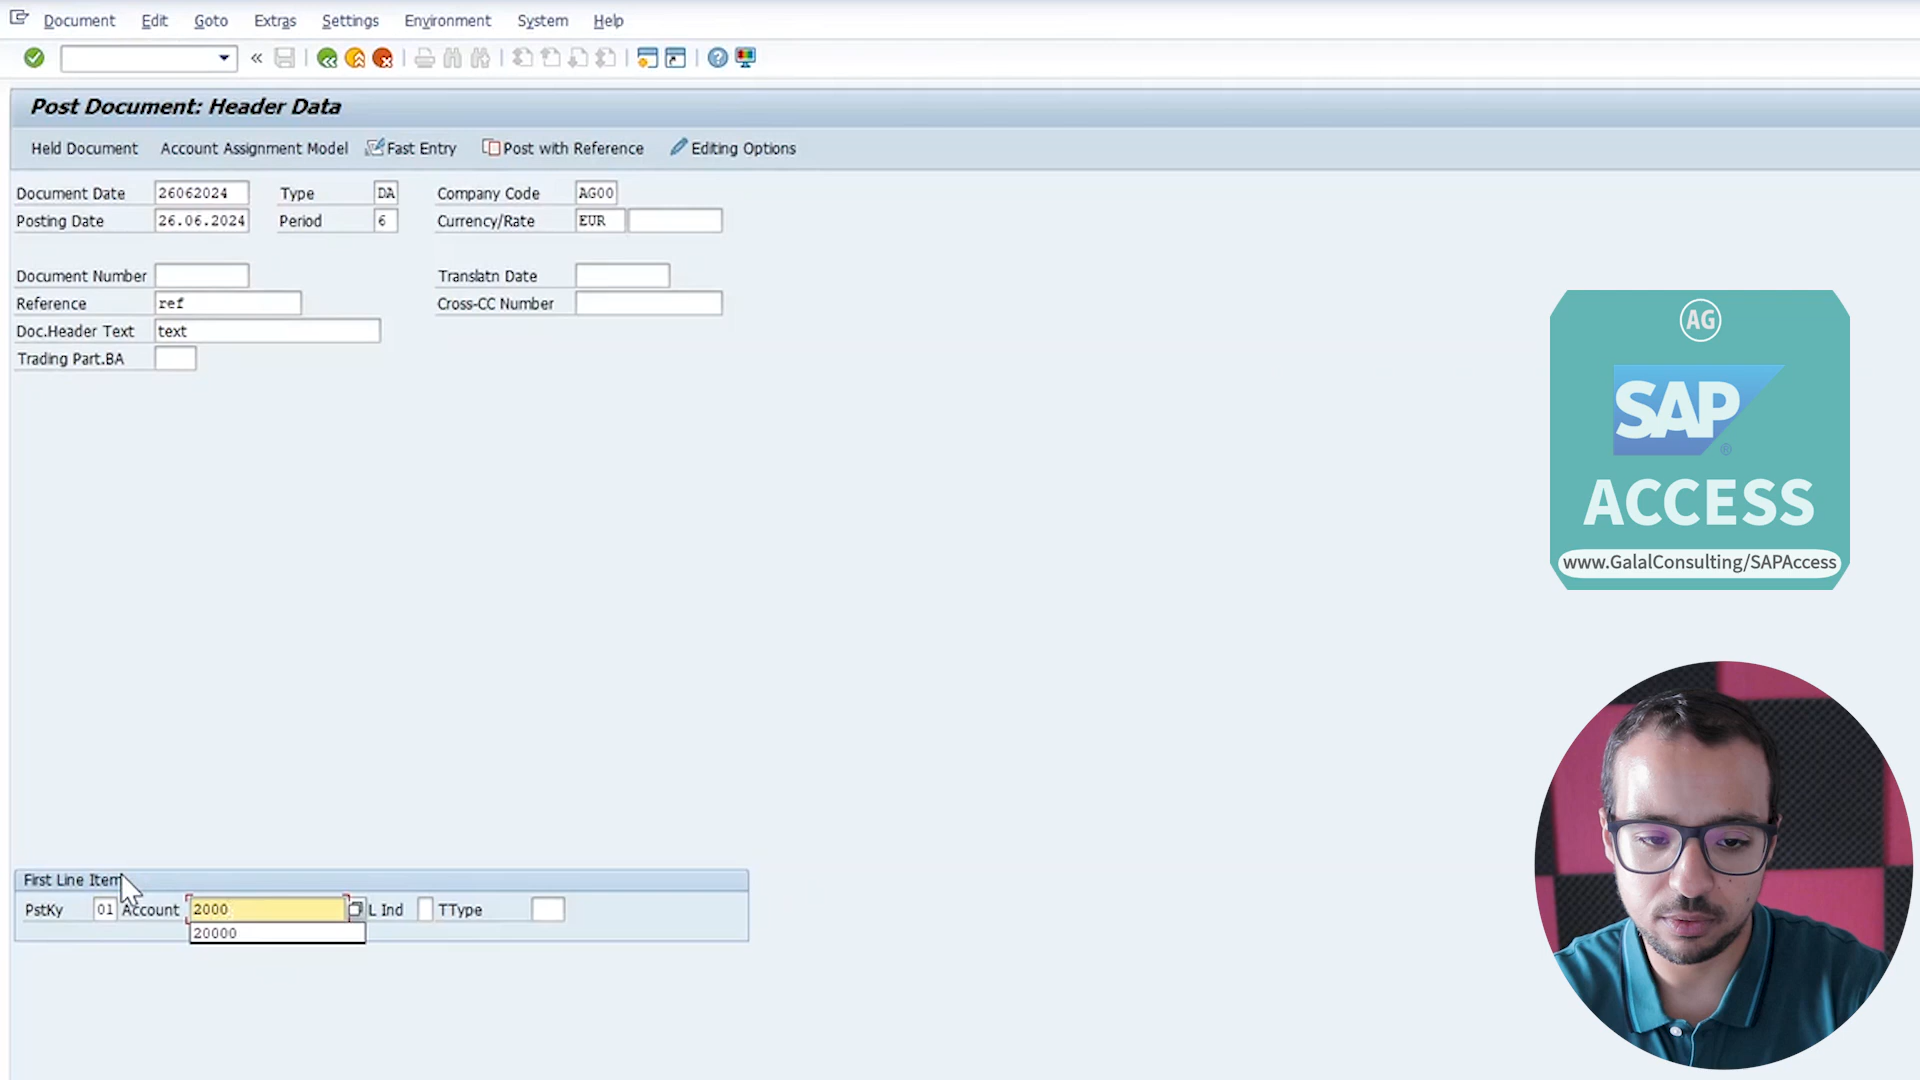 Document Edit Goto Extras Settings Environment System Help
Post Document: Header Data
Held Document Account Assignment Model Fast Entry Post with Reference Editing Options
Document Date 26062024 Type DA Company Code AG00
Posting Date 26.06.2024 Period 6 Currency/Rate EUR
Document Number Translatn Date
Reference ref Cross-CC Number
Doc.Header Text text
Trading Part.BA
AG
SAP
®
ACCESS
www.GalalConsulting/SAPAccess
First Line Item
PstKy 01 Account 2000 L Ind TType
20000